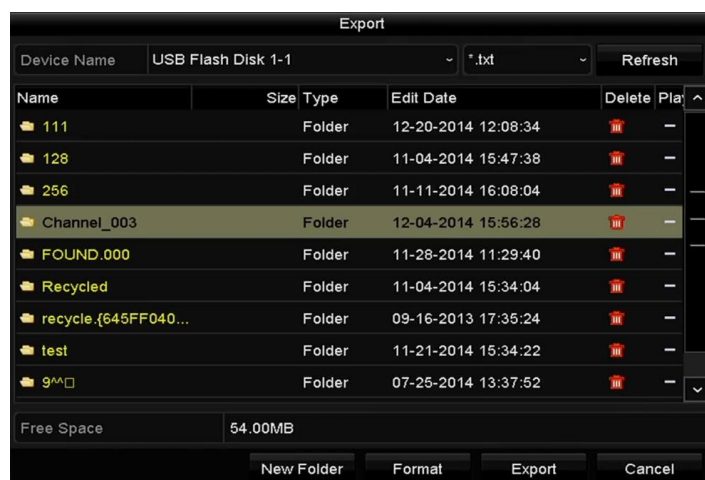 Export
Device Name USB Flash Disk 1-1 *.txt Refresh
Name Size Type Edit Date Delete Play
111 Folder 12-20-2014 12:08:34
128 Folder 11-04-2014 15:47:38
256 Folder 11-11-2014 16:08:04
Channel_003 Folder 12-04-2014 15:56:28
FOUND.000 Folder 11-28-2014 11:29:40
Recycled Folder 11-04-2014 15:34:04
recycle.{645FF040... Folder 09-16-2013 17:35:24
test Folder 11-21-2014 15:34:22
9^^□ Folder 07-25-2014 13:37:52
Free Space 54.00MB
New Folder Format Export Cancel